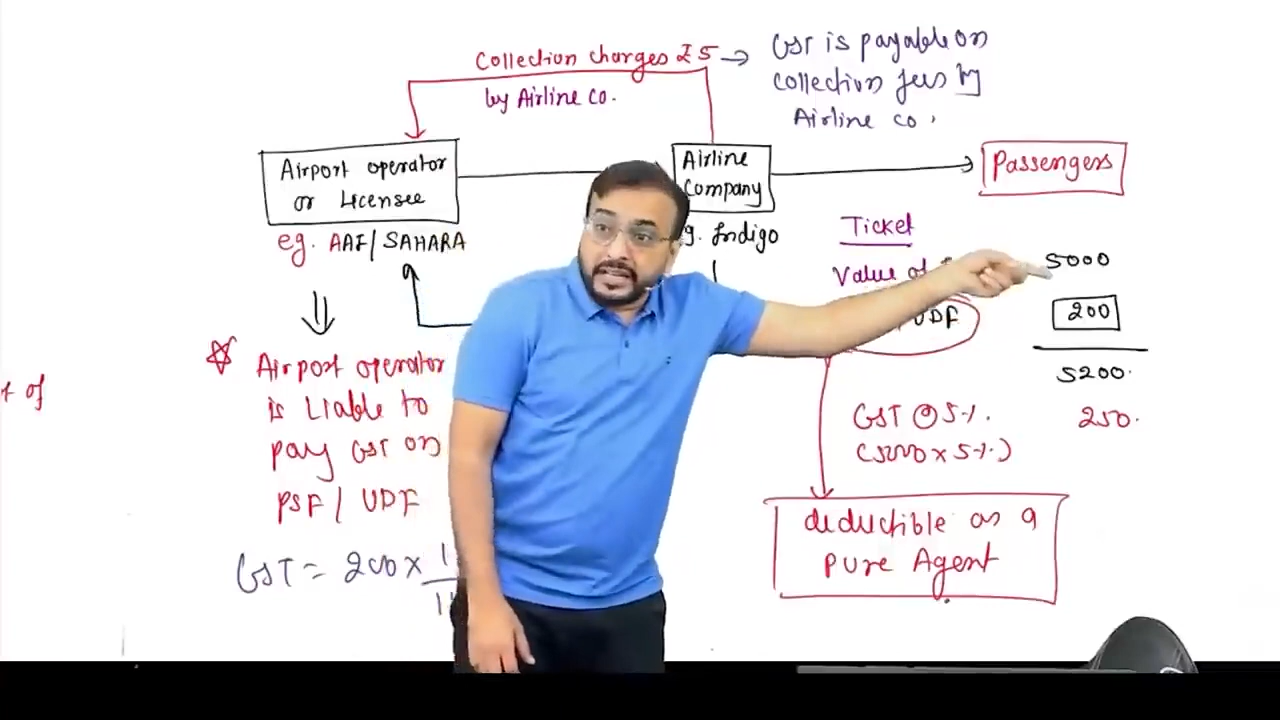 Collection charges ₹5 →
by Airline co.
GST is payable on
collection fees by
Airline co.
Airport operator
or Licensee
eg. AAI/SAHARA
Airline
Company
g. Indigo
Passengers
Ticket
Value of
5000
UDF
200
5200.
GST @ 5%.
250.
(5000 x 5%.)
deductible as a
Pure Agent
Airport operator
is Liable to
pay GST on
PSF / UDF
GST = 200 x 1
t of